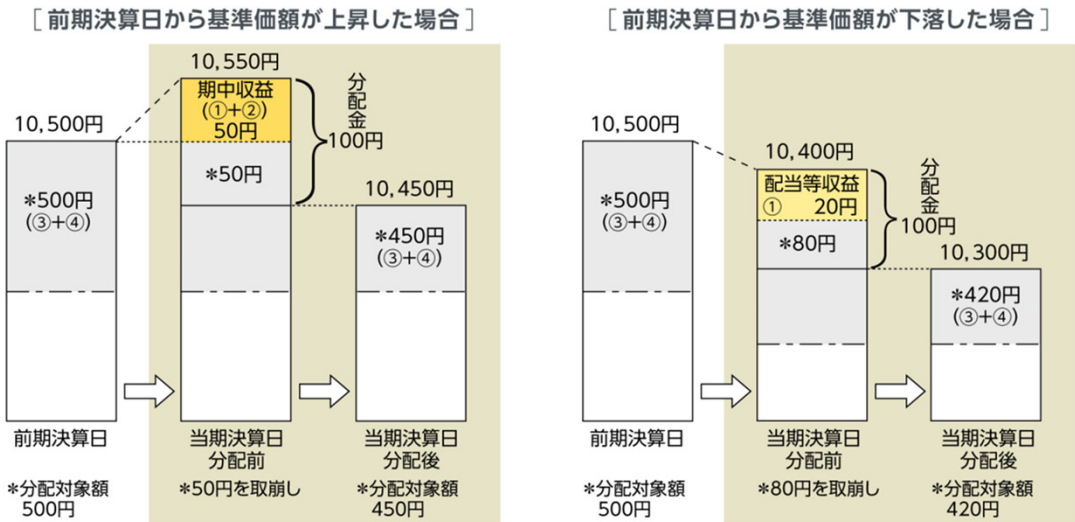 [前期決算日から基準価額が上昇した場合]
10,550円
期中収益
(①+②)
50円
分配金
100円
10,500円
*50円
*500円
(③+④)
10,450円
*450円
(③+④)
前期決算日
当期決算日
分配前
当期決算日
分配後
*分配対象額
500円
*50円を取崩し
*分配対象額
450円
[前期決算日から基準価額が下落した場合]
10,500円
10,400円
配当等収益
① 20円
分配金
100円
*500円
(③+④)
*80円
10,300円
*420円
(③+④)
前期決算日
当期決算日
分配前
当期決算日
分配後
*分配対象額
500円
*80円を取崩し
*分配対象額
420円